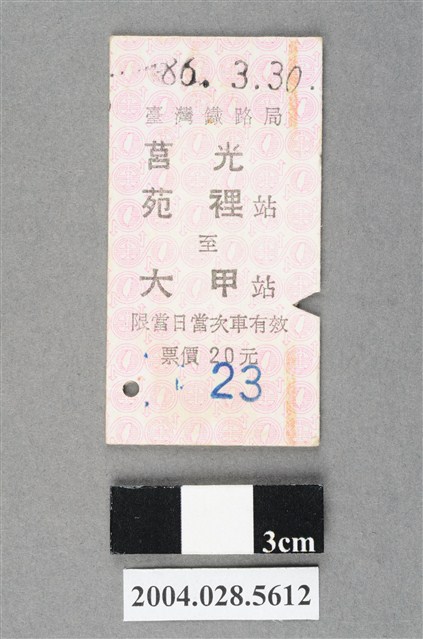 86. 3.30.
臺灣鐵路局
莒光
苑裡站
至
大甲站
限當日當次車有效
票價20元
23
3cm
2004.028.5612